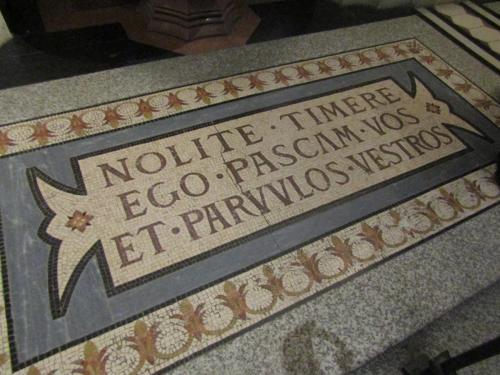 NOLITE · TIMERE
EGO · PASCAM · VOS
ET · PARVVLOS · VESTROS